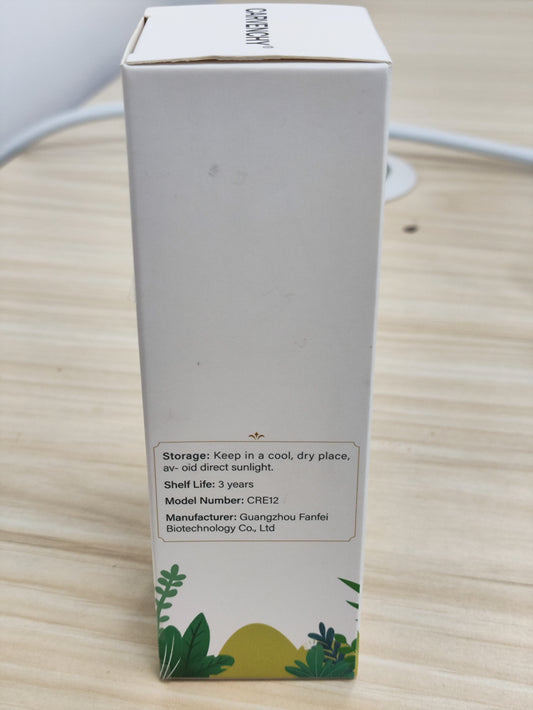 CARVENCHY
Storage: Keep in a cool, dry place,
av- oid direct sunlight.
Shelf Life: 3 years
Model Number: CRE12
Manufacturer: Guangzhou Fanfei
Biotechnology Co., Ltd